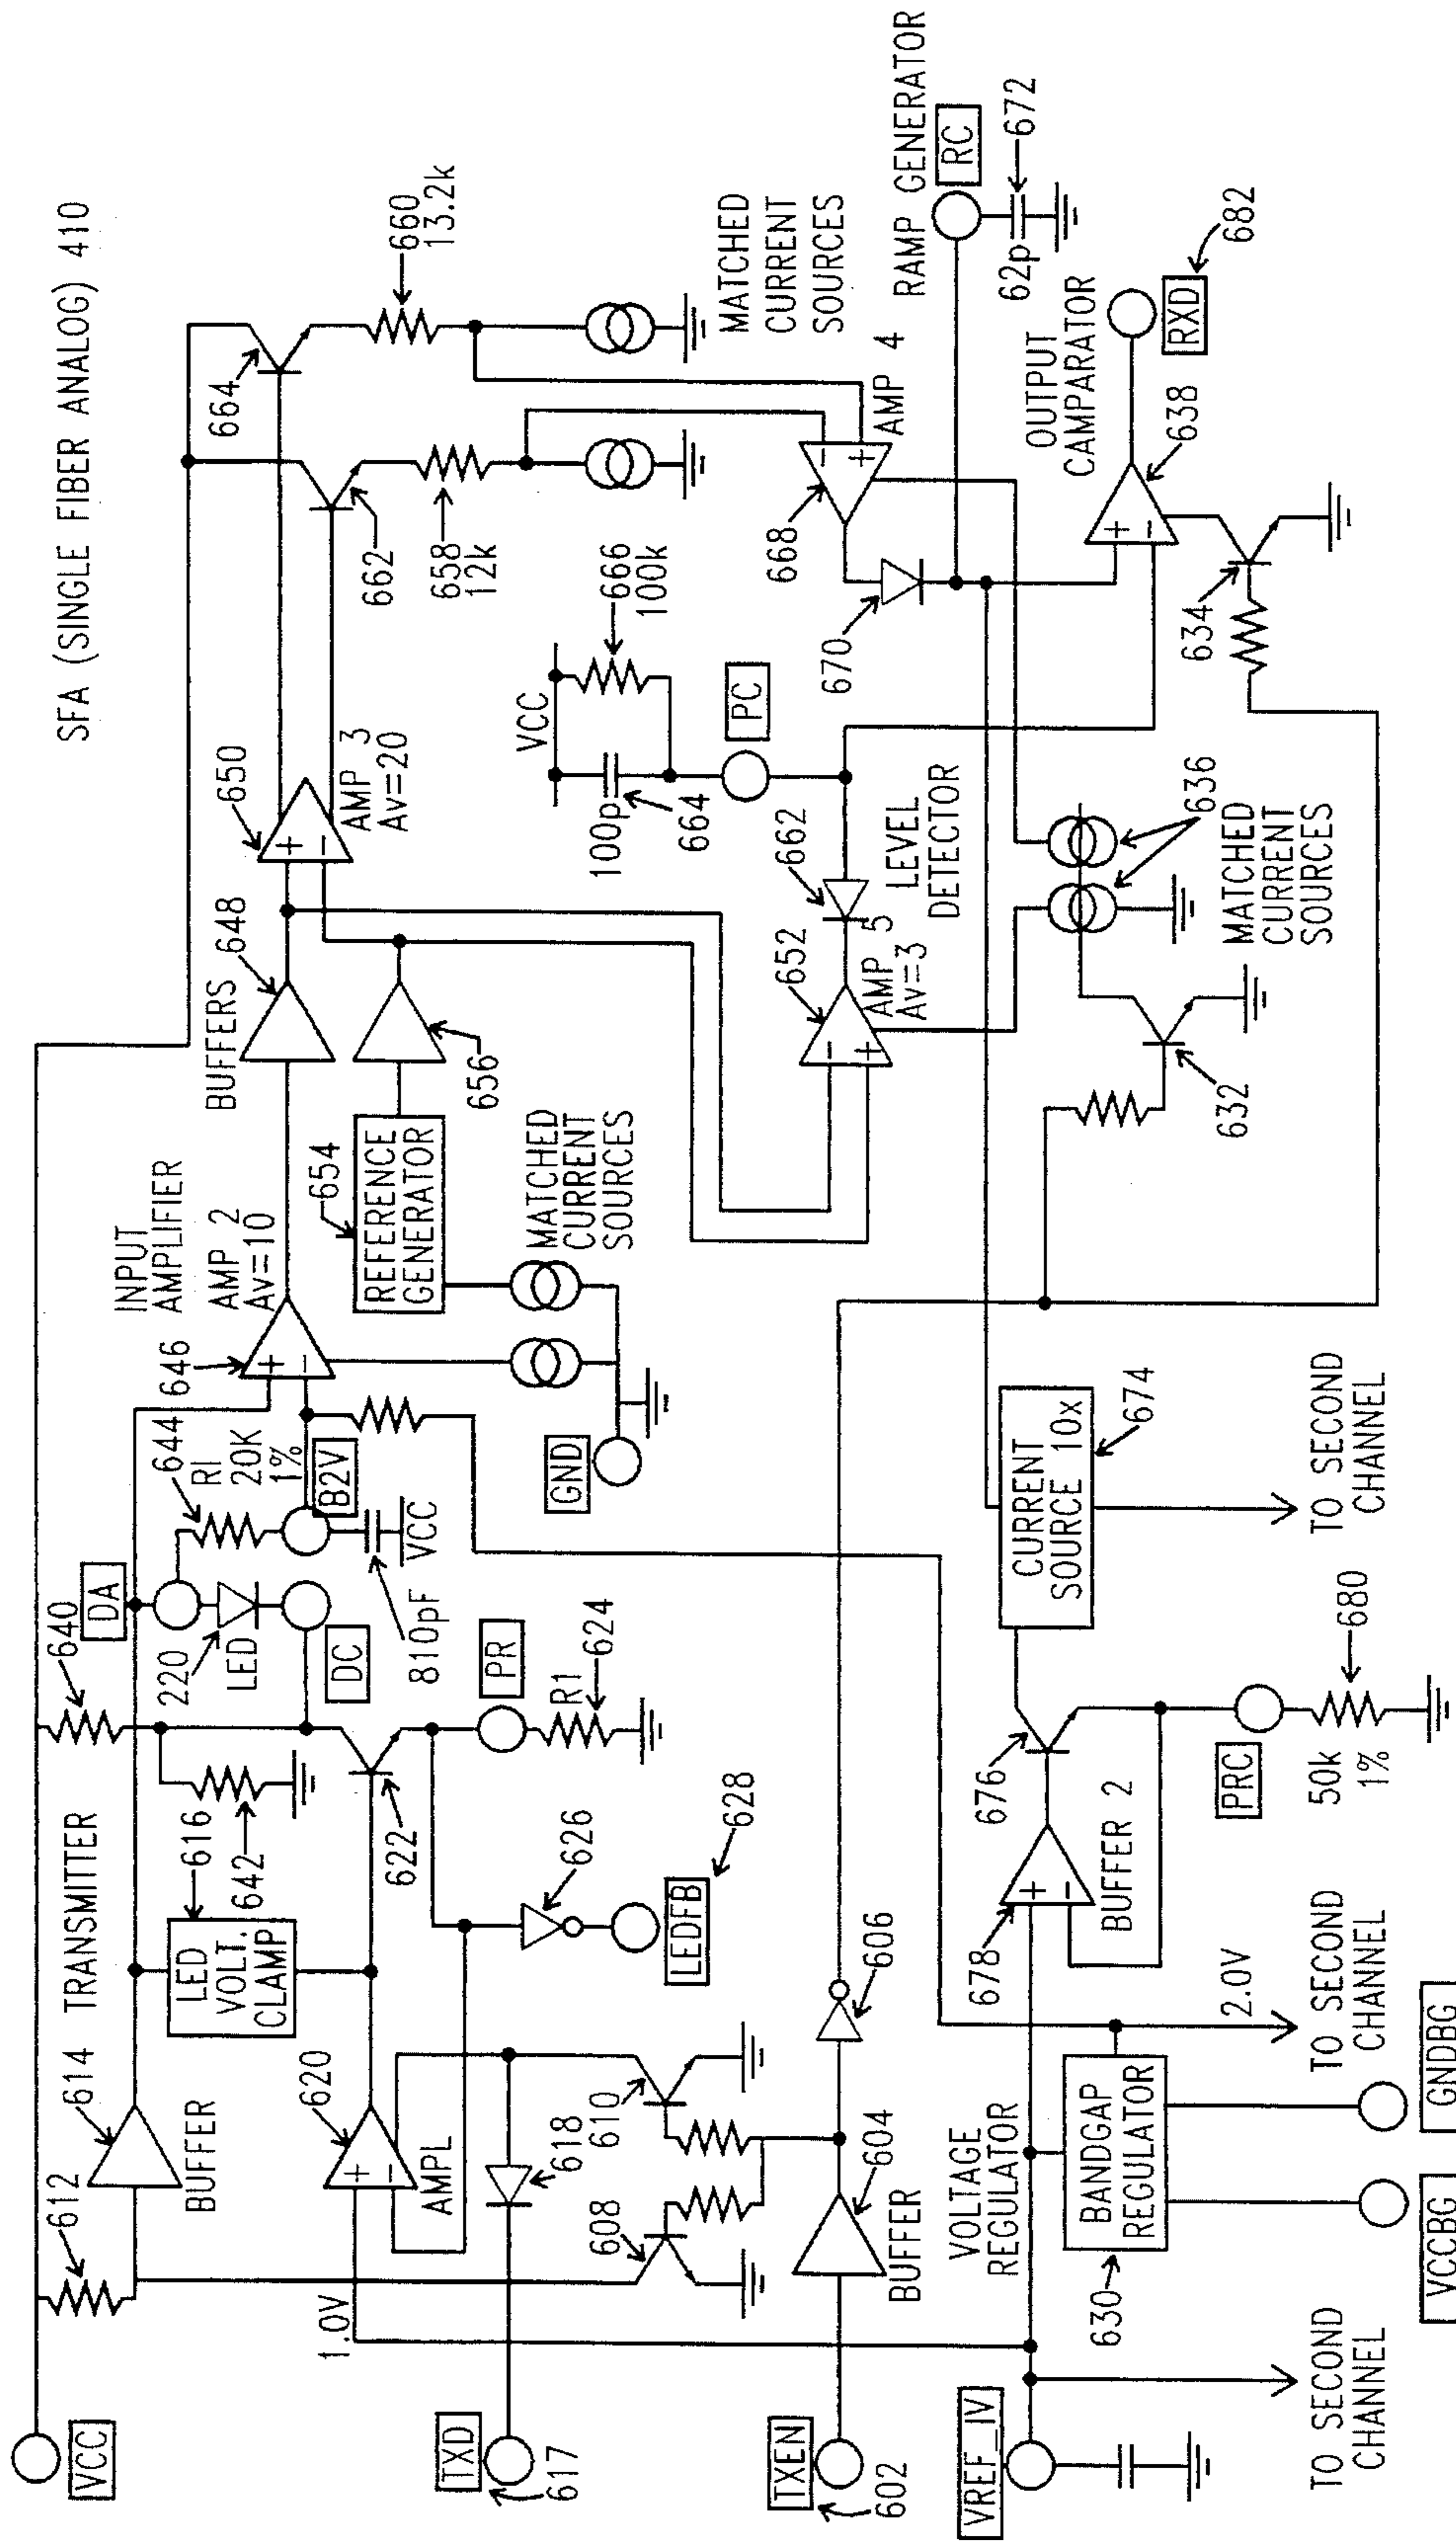 SFA (SINGLE FIBER ANALOG) 410
VCC
612
614 TRANSMITTER
BUFFER
616
LED
VOLT.
CLAMP
642
640
DA
220
LED
DC
644
RI
20K
1%
B2V
810pF
VCC
646
INPUT
AMPLIFIER
AMP 2
Av=10
BUFFERS
648
650
AMP 3
Av=20
664
662
660
13.2k
658
12k
MATCHED
CURRENT
SOURCES
1.0V
620
AMPL
622
PR
R1
624
626
LEDFB
628
TXD
617
618
610
608
GND
654
REFERENCE
GENERATOR
MATCHED
CURRENT
SOURCES
656
VCC
100p
664
666
100k
PC
652
AMP 5
Av=3
662
LEVEL
DETECTOR
670
668
AMP 4
RAMP GENERATOR
RC
62p
672
TXEN
602
604
BUFFER
606
632
636
MATCHED
CURRENT
SOURCES
634
OUTPUT
CAMPARATOR
638
RXD
682
VREF_IV
VOLTAGE
REGULATOR
630
BANDGAP
REGULATOR
2.0V
678
BUFFER 2
676
PRC
50k
1%
680
CURRENT
SOURCE 10x
674
TO SECOND
CHANNEL
TO SECOND
CHANNEL
TO SECOND
CHANNEL
VCCBG
GNDBG